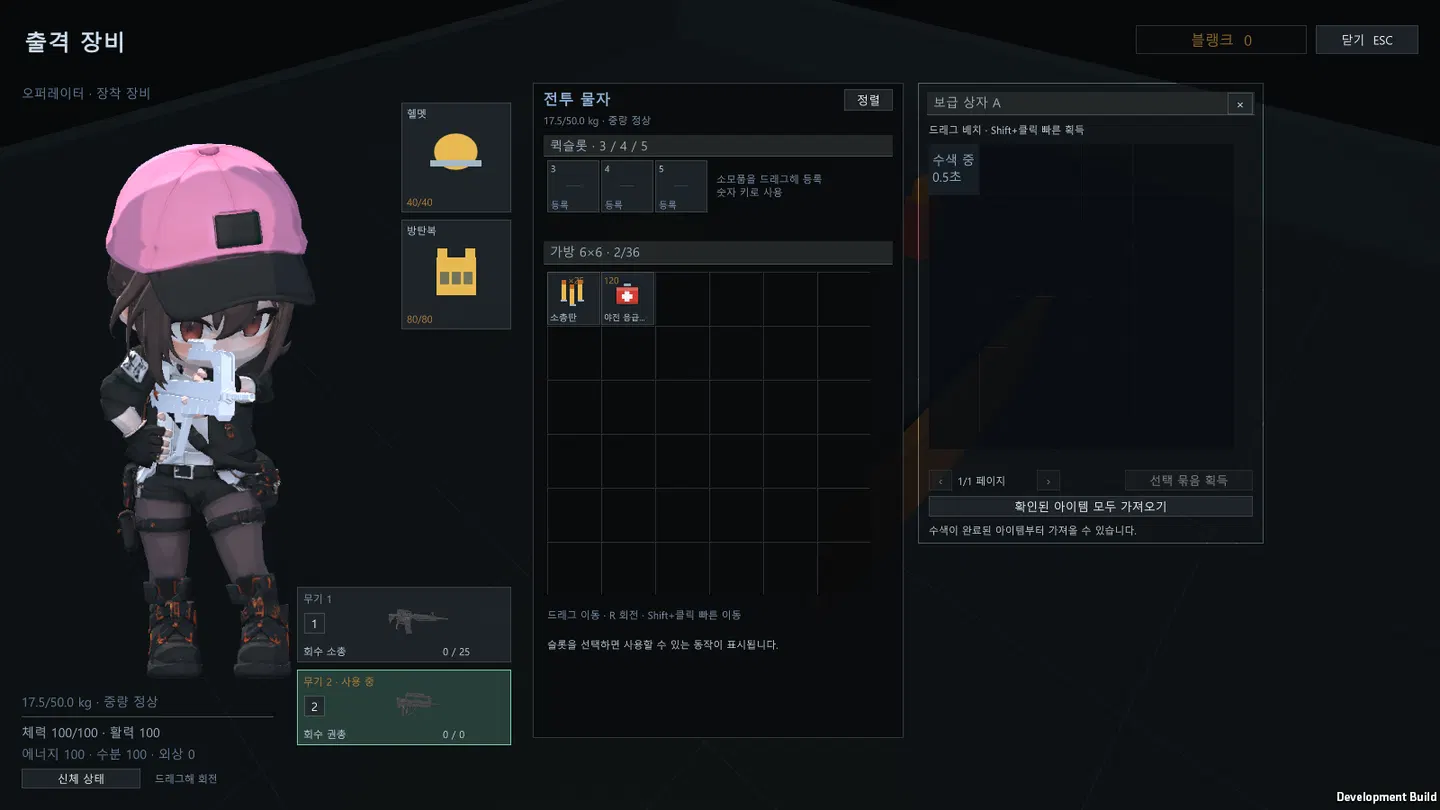 출격 장비
블랭크 0
닫기 ESC
오퍼레이터 · 장착 장비
헬멧
40/40
방탄복
80/80
전투 물자
정렬
17.5/50.0 kg · 중량 정상
퀵슬롯 · 3 / 4 / 5
3
등록
4
등록
5
등록
소모품을 드래그해 등록
숫자 키로 사용
가방 6×6 · 2/36
소총탄
120
야전 응급...
드래그 이동 · R 회전 · Shift+클릭 빠른 이동
슬롯을 선택하면 사용할 수 있는 동작이 표시됩니다.
보급 상자 A
×
드래그 배치 · Shift+클릭 빠른 획득
수색 중
0.5초
‹ 1/1 페이지 ›
선택 묶음 획득
확인된 아이템 모두 가져오기
수색이 완료된 아이템부터 가져올 수 있습니다.
무기 1
1
회수 소총
0 / 25
무기 2 · 사용 중
2
회수 권총
0 / 0
17.5/50.0 kg · 중량 정상
체력 100/100 · 활력 100
에너지 100 · 수분 100 · 외상 0
신체 상태
드래그해 회전
Development Build